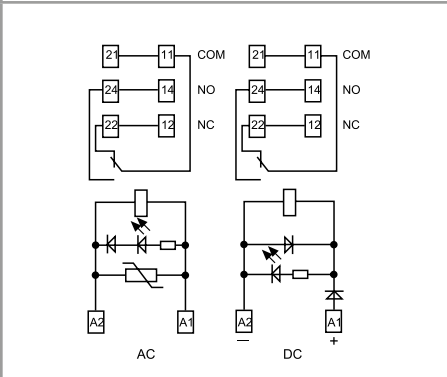 21 11 COM 21 11 COM
24 14 NO 24 14 NO
22 12 NC 22 12 NC
A2 A1 A2 A1
— +
AC DC